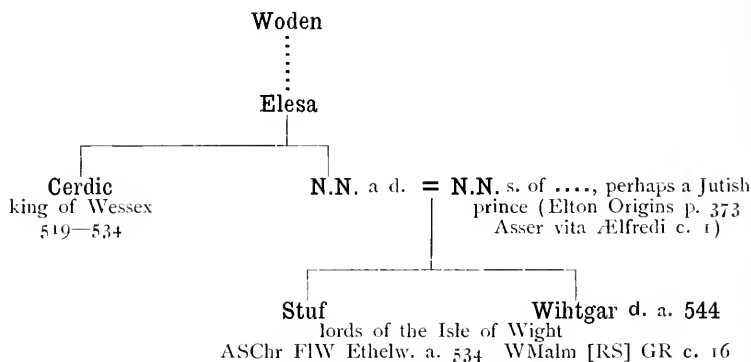 Woden
Elesa
Cerdic
king of Wessex
519—534
N.N. a d. = N.N. s. of ...., perhaps a Jutish
prince (Elton Origins p. 373
Asser vita Ælfredi c. 1)
Stuf
Wihtgar d. a. 544
lords of the Isle of Wight
ASChr FlW Ethelw. a. 534 WMalm [RS] GR c. 16